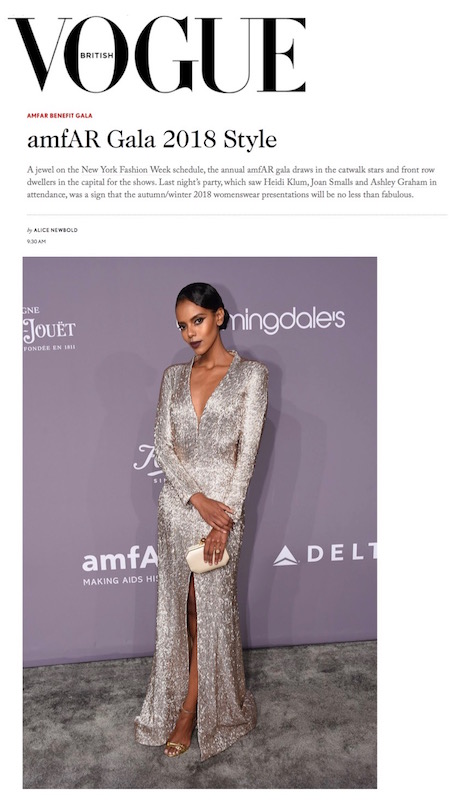 VOGUE
BRITISH
AMFAR BENEFIT GALA
amfAR Gala 2018 Style
A jewel on the New York Fashion Week schedule, the annual amfAR gala draws in the catwalk stars and front row
dwellers in the capital for the shows. Last night's party, which saw Heidi Klum, Joan Smalls and Ashley Graham in
attendance, was a sign that the autumn/winter 2018 womenswear presentations will be no less than fabulous.
by ALICE NEWBOLD
9:30 AM
GNE
-JOUËT
FONDÉE EN 1811
mingdale's
SIN
amfA
MAKING AIDS HIS
DELT